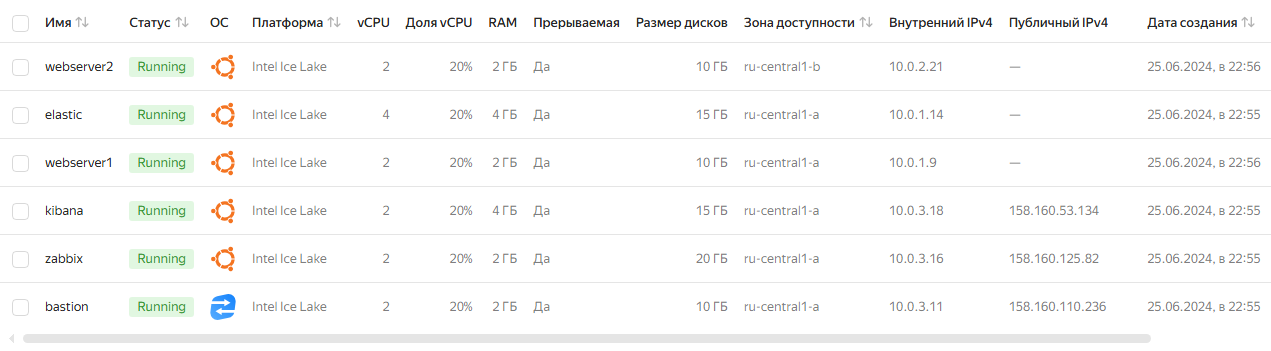 Имя Статус ОС Платформа vCPU Доля vCPU RAM Прерываемая Размер дисков Зона доступности Внутренний IPv4 Публичный IPv4 Дата создания
webserver2 Running Intel Ice Lake 2 20% 2 ГБ Да 10 ГБ ru-central1-b 10.0.2.21 — 25.06.2024, в 22:56
elastic Running Intel Ice Lake 4 20% 4 ГБ Да 15 ГБ ru-central1-a 10.0.1.14 — 25.06.2024, в 22:55
webserver1 Running Intel Ice Lake 2 20% 2 ГБ Да 10 ГБ ru-central1-a 10.0.1.9 — 25.06.2024, в 22:56
kibana Running Intel Ice Lake 2 20% 4 ГБ Да 15 ГБ ru-central1-a 10.0.3.18 158.160.53.134 25.06.2024, в 22:55
zabbix Running Intel Ice Lake 2 20% 2 ГБ Да 20 ГБ ru-central1-a 10.0.3.16 158.160.125.82 25.06.2024, в 22:55
bastion Running Intel Ice Lake 2 20% 2 ГБ Да 10 ГБ ru-central1-a 10.0.3.11 158.160.110.236 25.06.2024, в 22:55